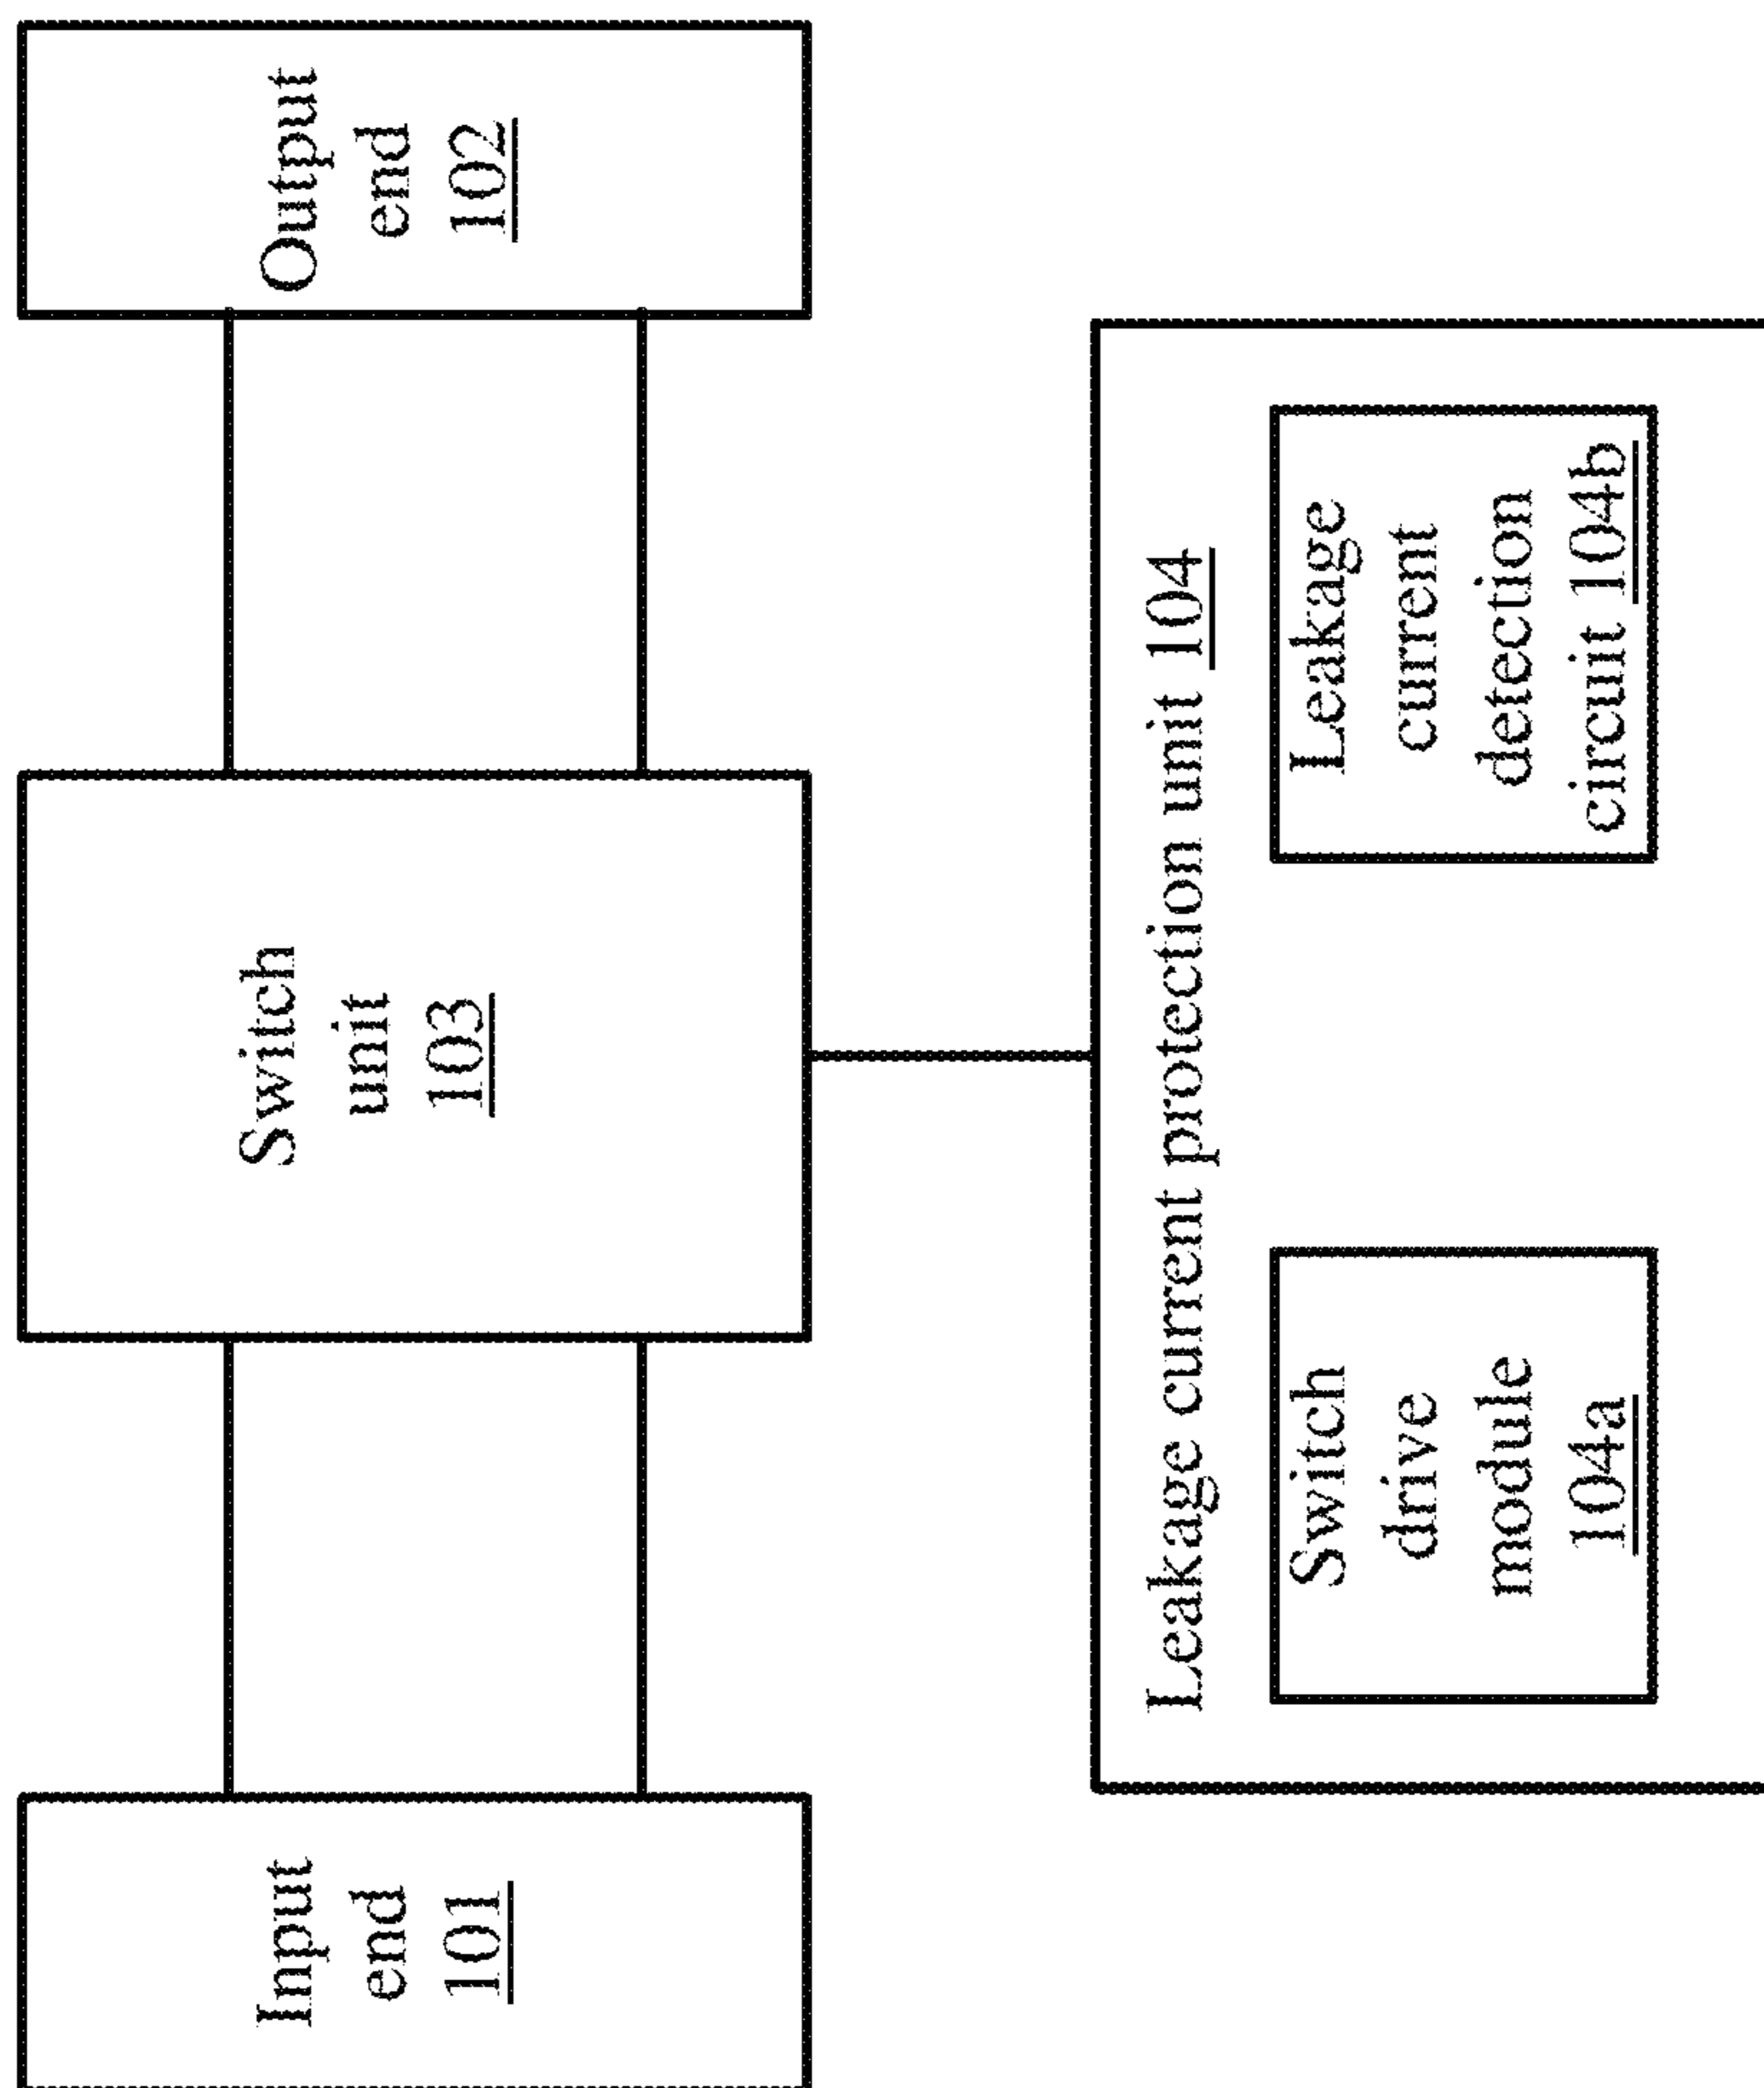 Input
end
101
Switch
unit
103
Output
end
102
Leakage current protection unit 104
Switch
drive
module
104a
Leakage
current
detection
circuit 104b